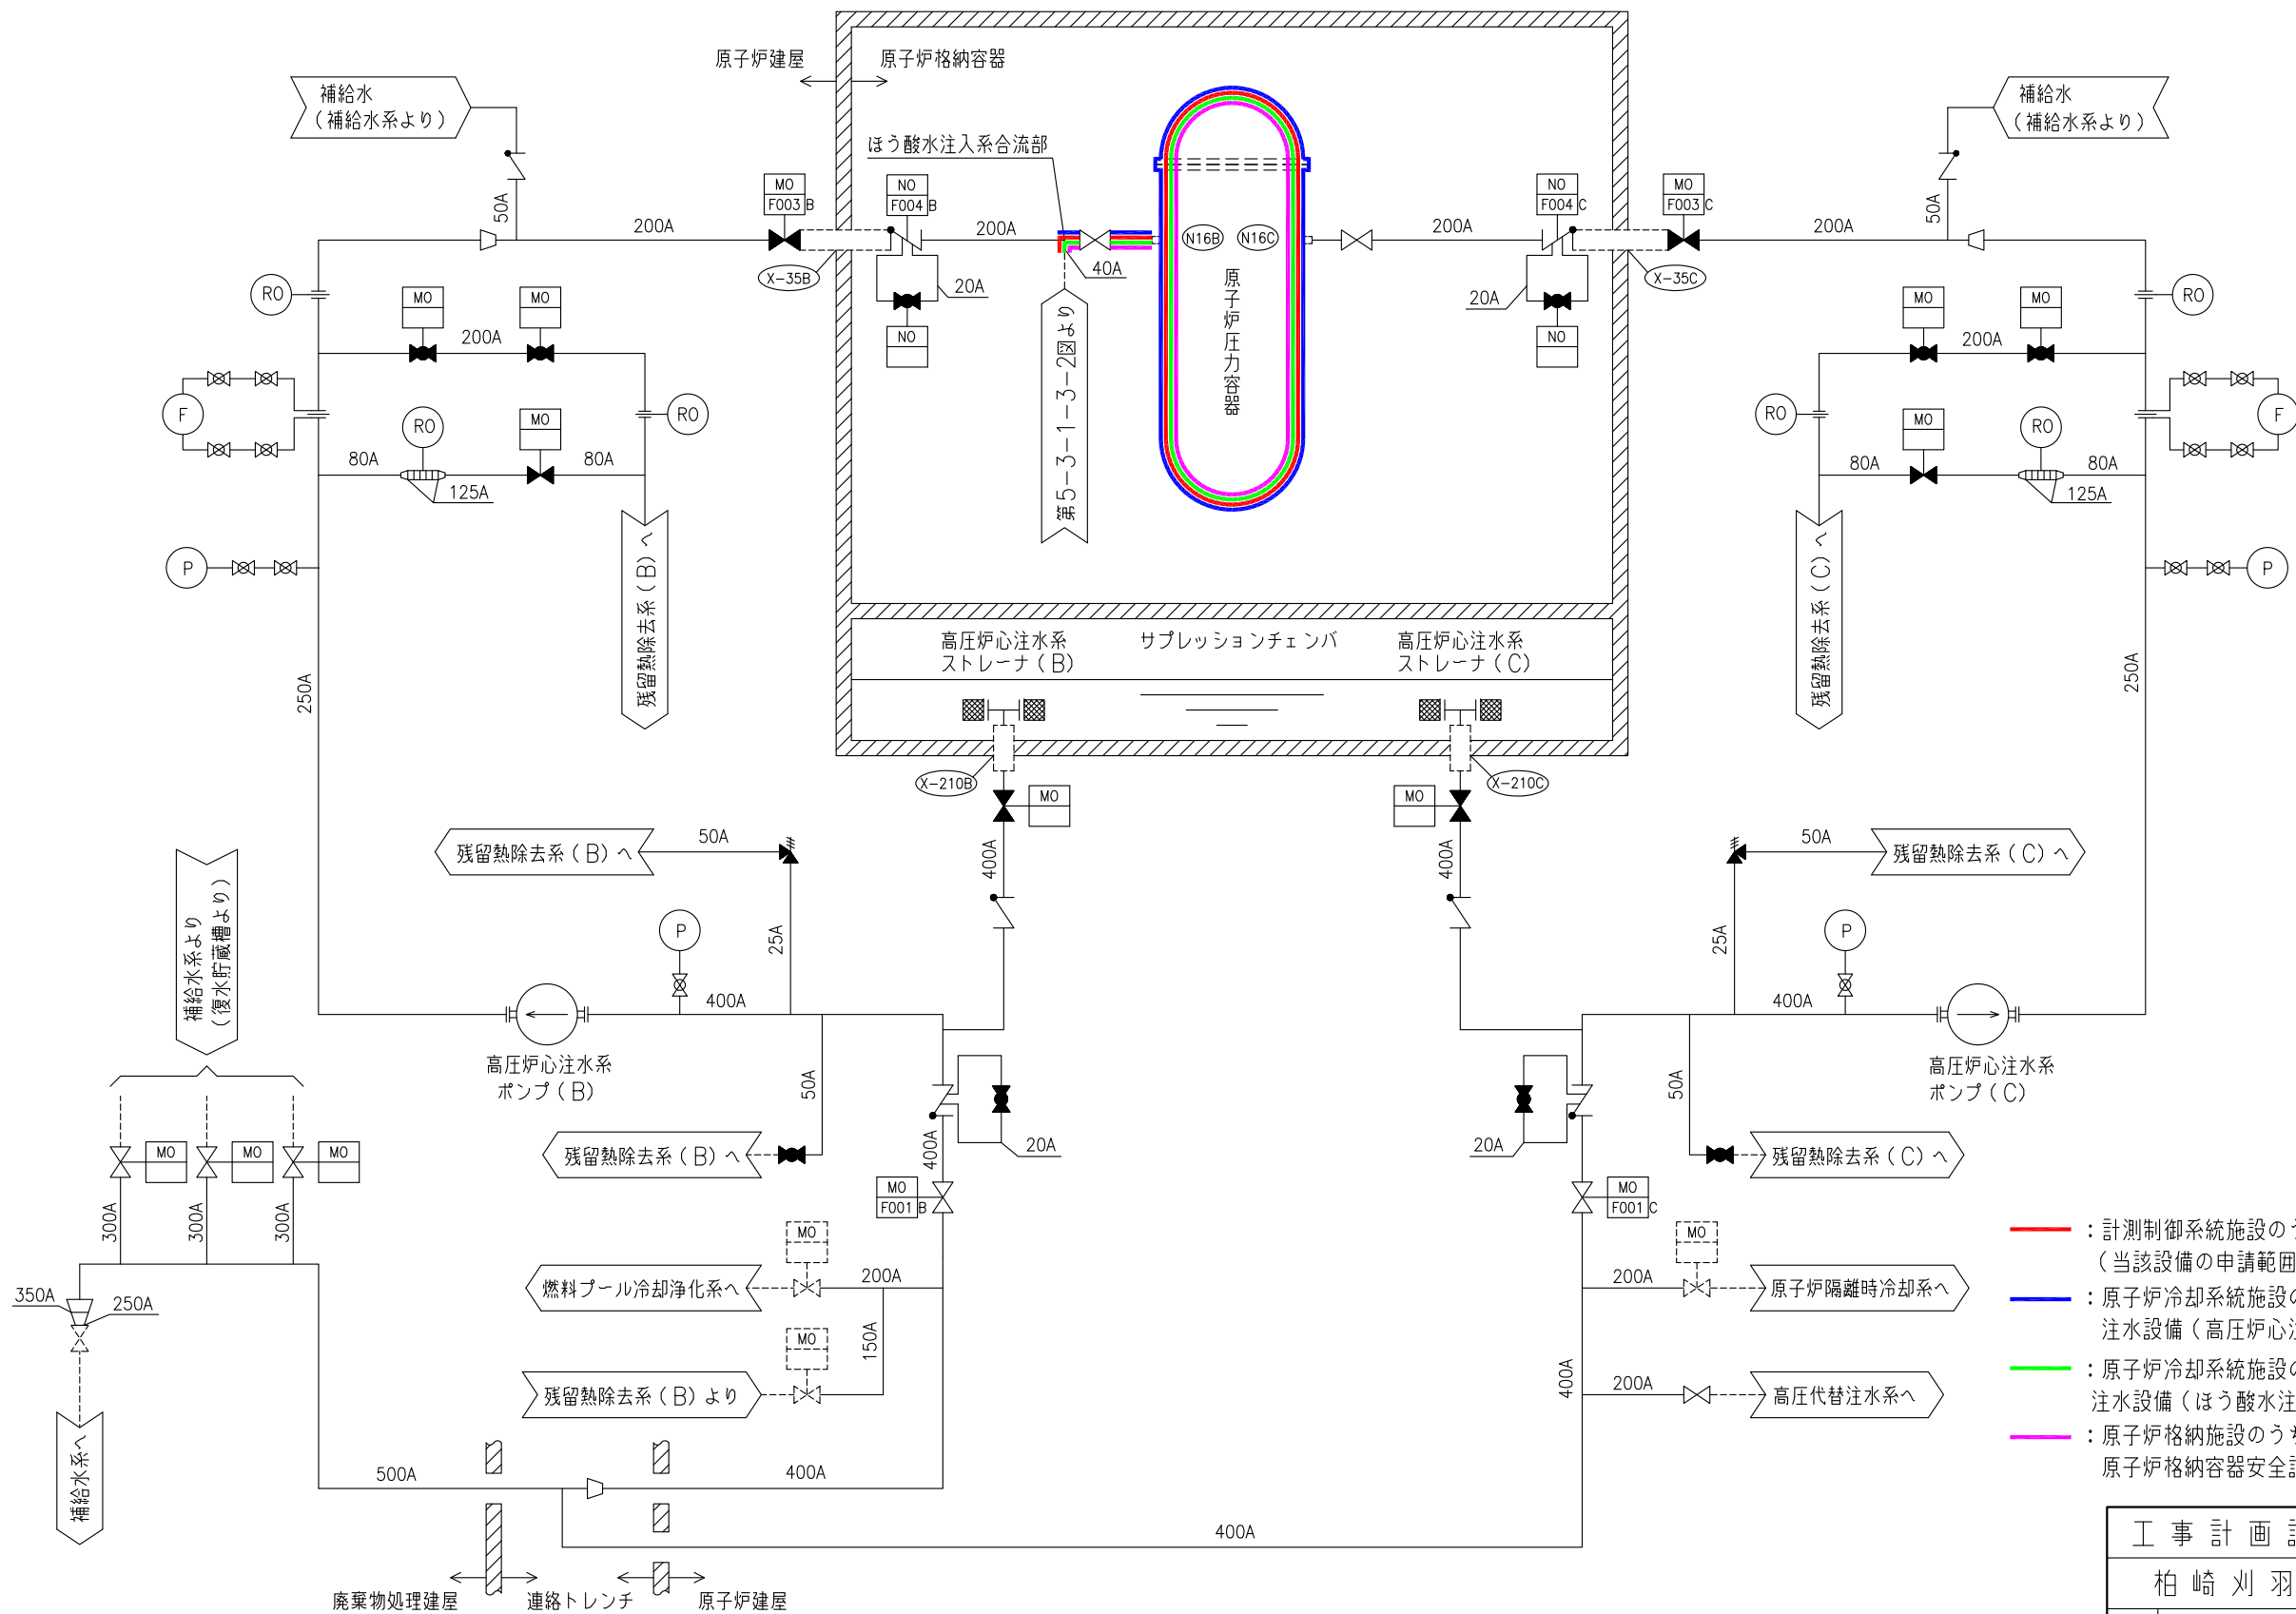 原子炉建屋
原子炉格納容器
補給水
（補給水系より）
補給水
（補給水系より）
ほう酸水注入系合流部
MO
F003 B
NO
F004 B
NO
F004 C
MO
F003 C
50A
200A
200A
N16B
N16C
200A
200A
50A
X-35B
40A
20A
NO
X-35C
20A
NO
RO
MO
MO
200A
F
RO
RO
MO
80A
80A
125A
P
残留熱除去系（B）へ
250A
第5-3-1-3-2図より
原子炉圧力容器
RO
MO
MO
200A
RO
F
MO
RO
80A
80A
125A
P
残留熱除去系（C）へ
250A
高圧炉心注水系
ストレーナ（B）
サプレッションチェンバ
高圧炉心注水系
ストレーナ（C）
X-210B
MO
X-210C
MO
400A
400A
残留熱除去系（B）へ
50A
50A
残留熱除去系（C）へ
25A
25A
P
P
400A
400A
補給水系より
（復水貯蔵槽より）
高圧炉心注水系
ポンプ（B）
高圧炉心注水系
ポンプ（C）
50A
50A
20A
20A
400A
残留熱除去系（B）へ
残留熱除去系（C）へ
MO
MO
MO
300A
300A
300A
MO
F001 B
MO
F001 C
MO
燃料プール冷却浄化系へ
200A
MO
残留熱除去系（B）より
150A
MO
200A
原子炉隔離時冷却系へ
200A
高圧代替注水系へ
400A
350A
250A
補給水系へ
500A
400A
400A
廃棄物処理建屋
連絡トレンチ
原子炉建屋
：計測制御系統施設の
（当該設備の申請範囲
：原子炉冷却系統施設
注水設備（高圧炉心
：原子炉冷却系統施設
注水設備（ほう酸水注
：原子炉格納施設のう
原子炉格納容器安全
工事計画
柏崎刈羽